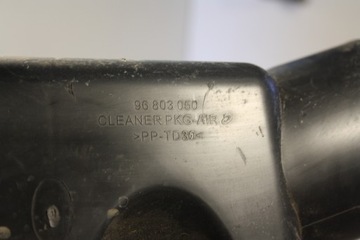 96 803 050
CLEANER PKG-AIR
>PP-TD30<